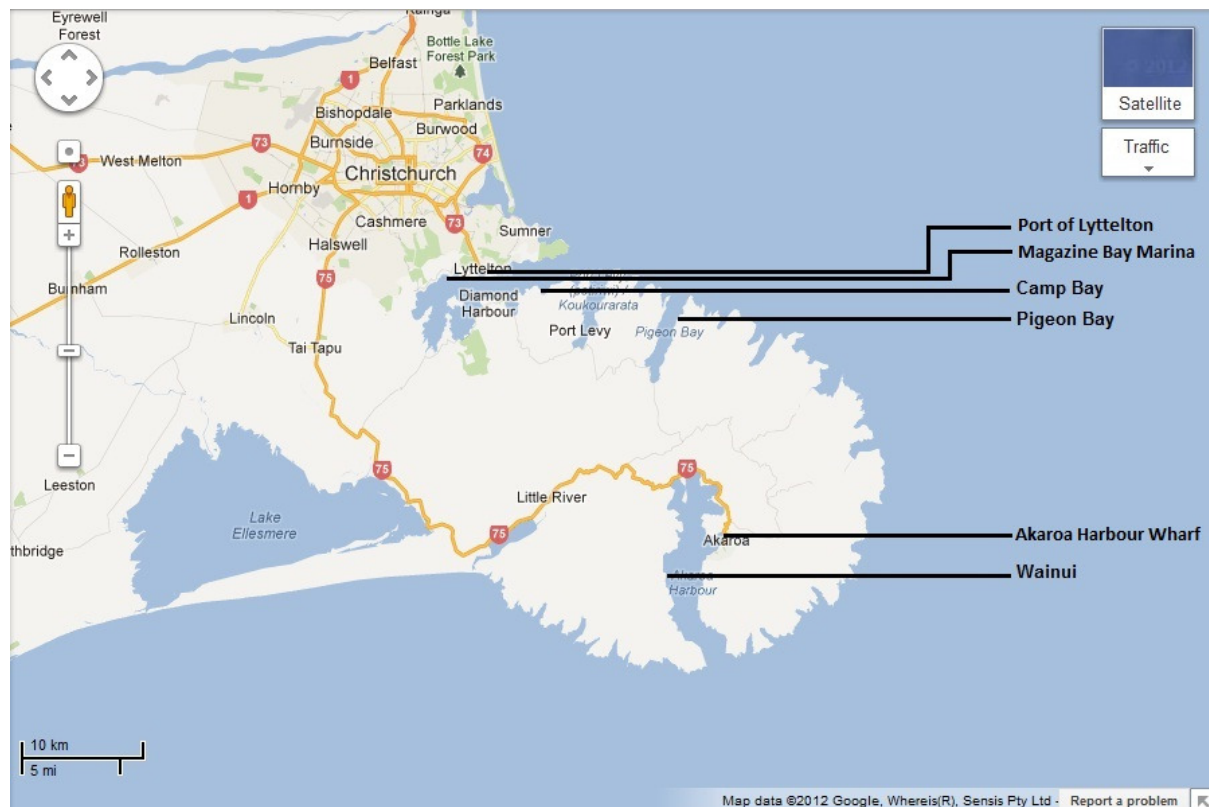 Eyrewell
Forest
Kainga
Bottle Lake
Forest Park
Belfast
1
Satellite
Parklands
Bishopdale
Burwood
Traffic
Burnside
73
74
73
West Melton
Christchurch
Hornby
1
Cashmere
73
Sumner
Port of Lyttelton
Halswell
Rolleston
Magazine Bay Marina
75
Lyttelton
Koukourarata
Camp Bay
Burnham
Diamond
Harbour
Lincoln
Port Levy
Pigeon Bay
Pigeon Bay
Tai Tapu
75
75
Leeston
Little River
Lake
Ellesmere
75
Akaroa
Akaroa Harbour Wharf
thbridge
Akaroa
Harbour
Wainui
10 km
5 mi
Map data ©2012 Google, Whereis(R), Sensis Pty Ltd -
Report a problem